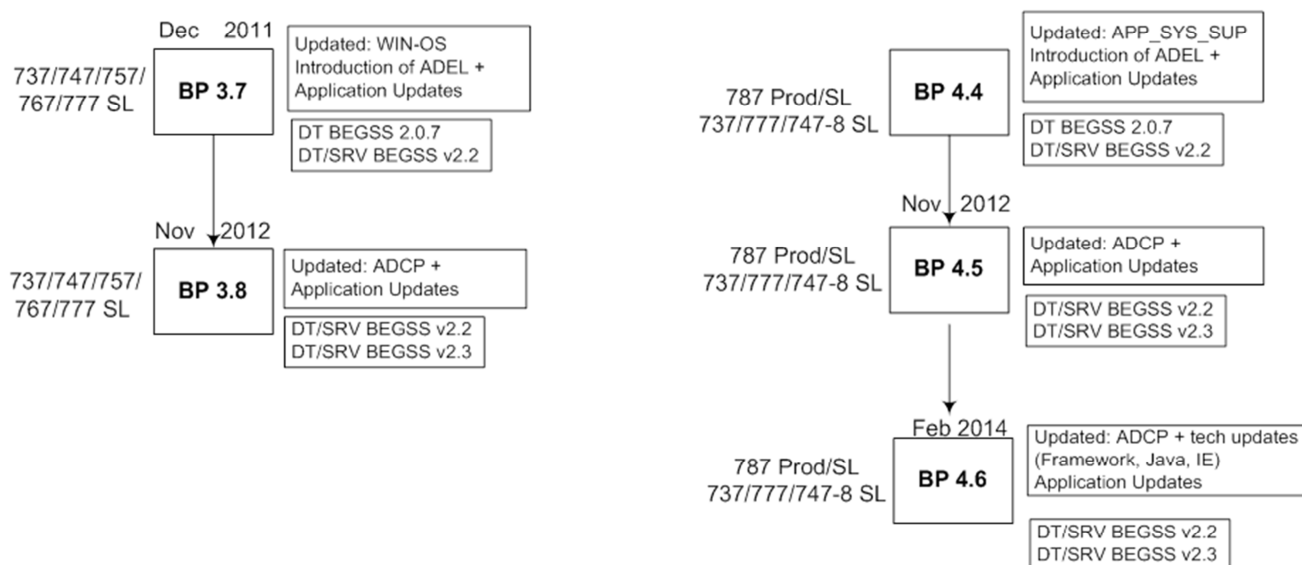 Dec 2011
737/747/757/
767/777 SL
BP 3.7
Updated: WIN-OS
Introduction of ADEL +
Application Updates
DT BEGSS 2.0.7
DT/SRV BEGSS v2.2
Nov 2012
737/747/757/
767/777 SL
BP 3.8
Updated: ADCP +
Application Updates
DT/SRV BEGSS v2.2
DT/SRV BEGSS v2.3
787 Prod/SL
737/777/747-8 SL
BP 4.4
Updated: APP_SYS_SUP
Introduction of ADEL +
Application Updates
DT BEGSS 2.0.7
DT/SRV BEGSS v2.2
Nov 2012
787 Prod/SL
737/777/747-8 SL
BP 4.5
Updated: ADCP +
Application Updates
DT/SRV BEGSS v2.2
DT/SRV BEGSS v2.3
Feb 2014
787 Prod/SL
737/777/747-8 SL
BP 4.6
Updated: ADCP + tech updates
(Framework, Java, IE)
Application Updates
DT/SRV BEGSS v2.2
DT/SRV BEGSS v2.3